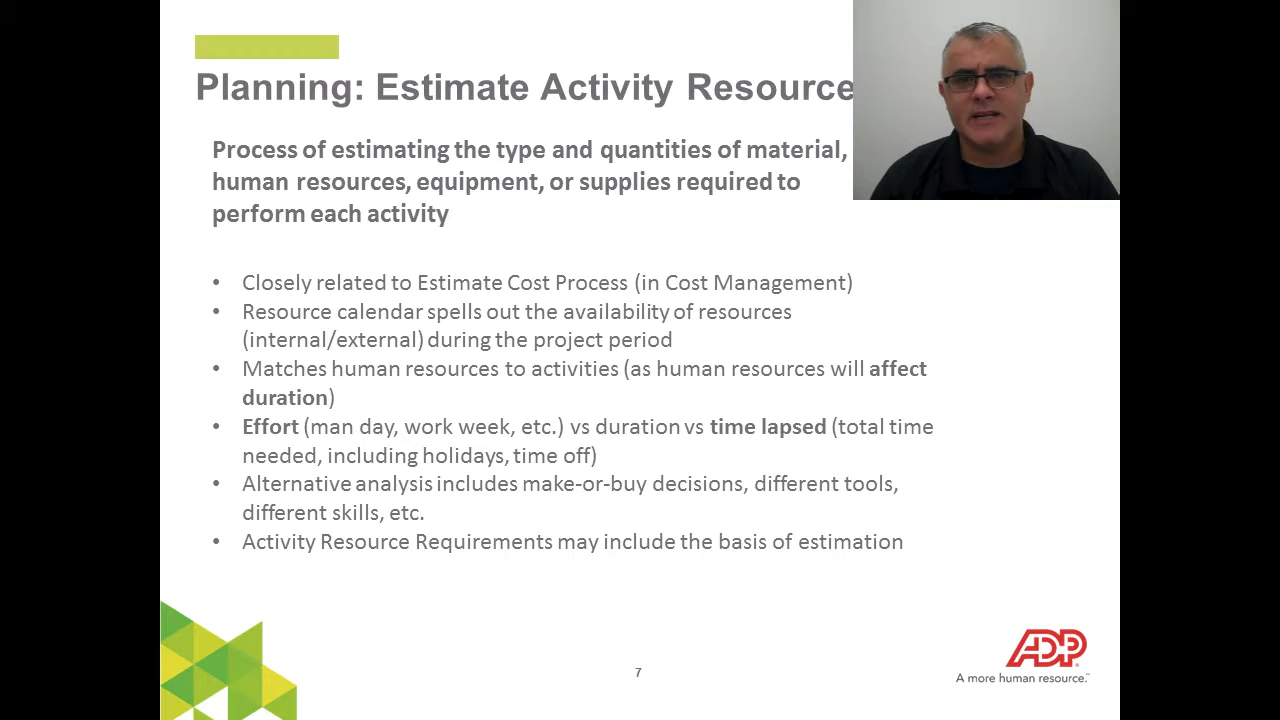 Planning: Estimate Activity Resource
Process of estimating the type and quantities of material,
human resources, equipment, or supplies required to
perform each activity
• Closely related to Estimate Cost Process (in Cost Management)
• Resource calendar spells out the availability of resources
(internal/external) during the project period
• Matches human resources to activities (as human resources will affect
duration)
• Effort (man day, work week, etc.) vs duration vs time lapsed (total time
needed, including holidays, time off)
• Alternative analysis includes make-or-buy decisions, different tools,
different skills, etc.
• Activity Resource Requirements may include the basis of estimation
ADP
A more human resource.™
7